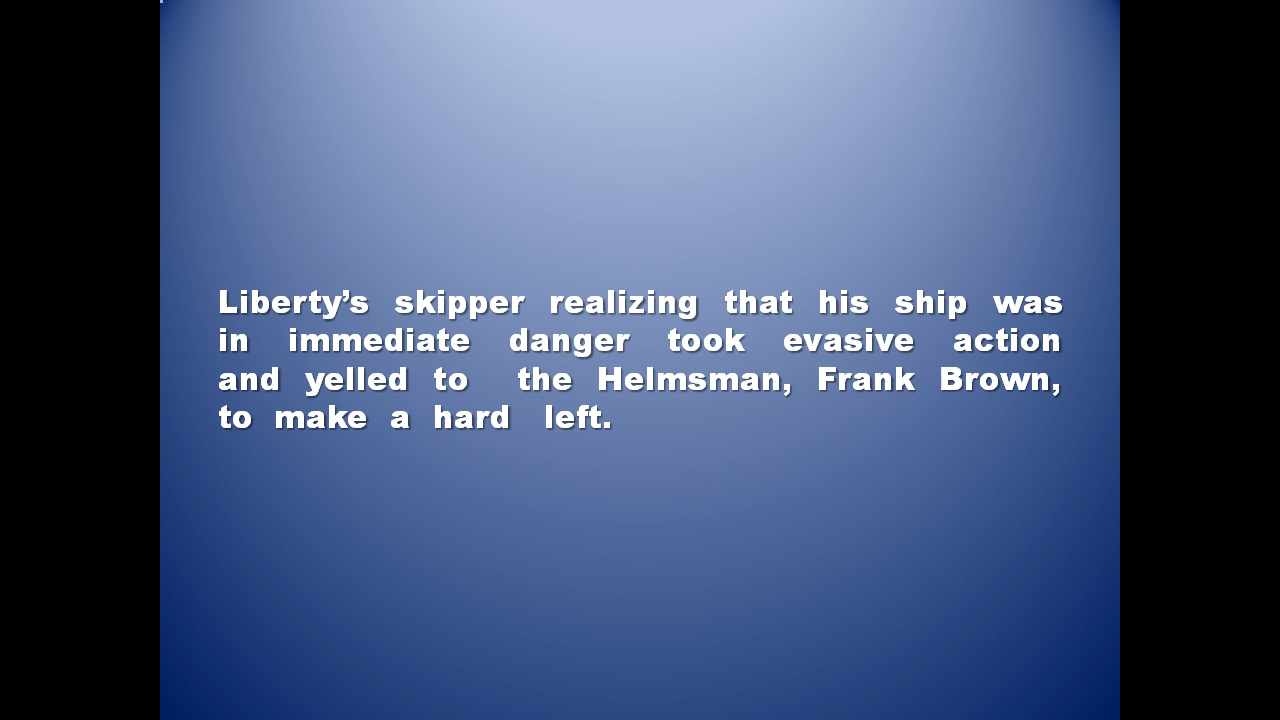 Liberty’s skipper realizing that his ship was
in immediate danger took evasive action
and yelled to the Helmsman, Frank Brown,
to make a hard left.